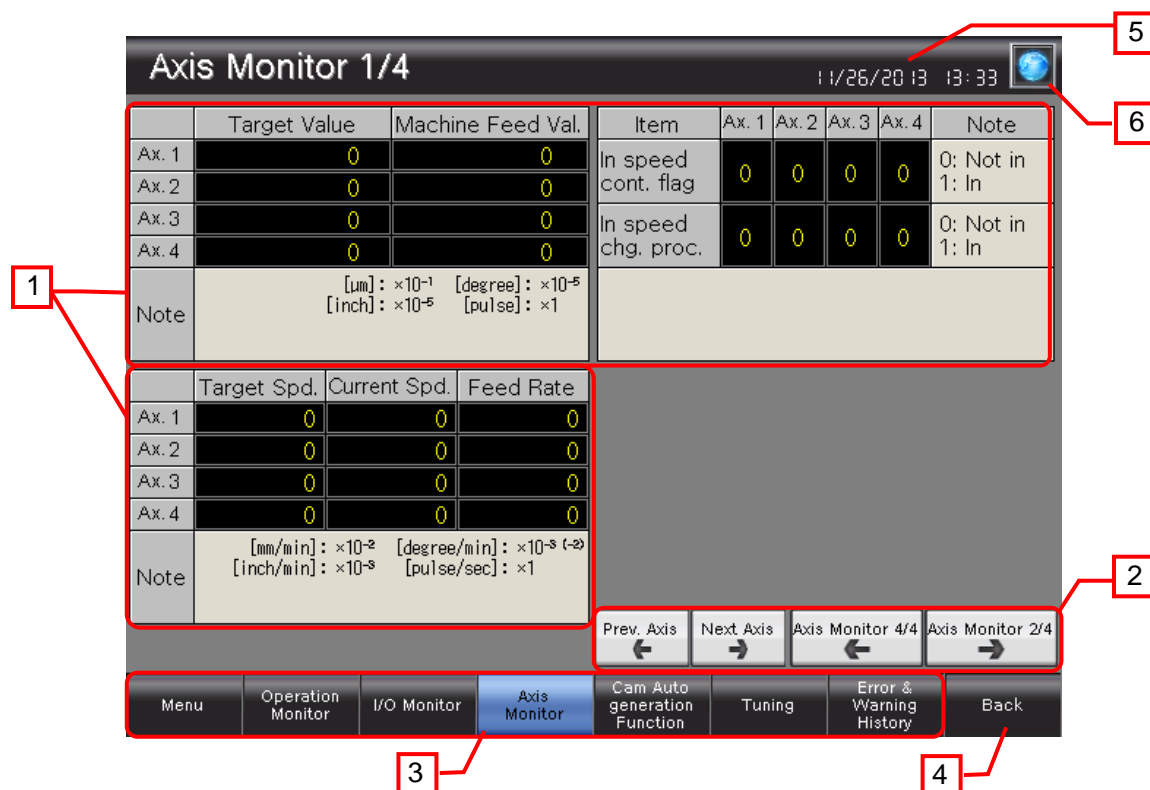 5
Axis Monitor 1/4
11/26/2013 13:33
6
Target Value Machine Feed Val.
Ax. 1 0 0
Ax. 2 0 0
Ax. 3 0 0
Ax. 4 0 0
Note [μm]: ×10⁻¹ [degree]: ×10⁻⁵
[inch]: ×10⁻⁵ [pulse]: ×1
Item Ax. 1 Ax. 2 Ax. 3 Ax. 4 Note
In speed
cont. flag 0 0 0 0 0: Not in
1: In
In speed
chg. proc. 0 0 0 0 0: Not in
1: In
1
Target Spd. Current Spd. Feed Rate
Ax. 1 0 0 0
Ax. 2 0 0 0
Ax. 3 0 0 0
Ax. 4 0 0 0
Note [mm/min]: ×10⁻² [degree/min]: ×10⁻³ ⁽⁻²⁾
[inch/min]: ×10⁻³ [pulse/sec]: ×1
2
Prev. Axis Next Axis Axis Monitor 4/4 Axis Monitor 2/4
Menu
Operation
Monitor
I/O Monitor
Axis
Monitor
Cam Auto
generation
Function
Tuning
Error &
Warning
History
Back
3
4